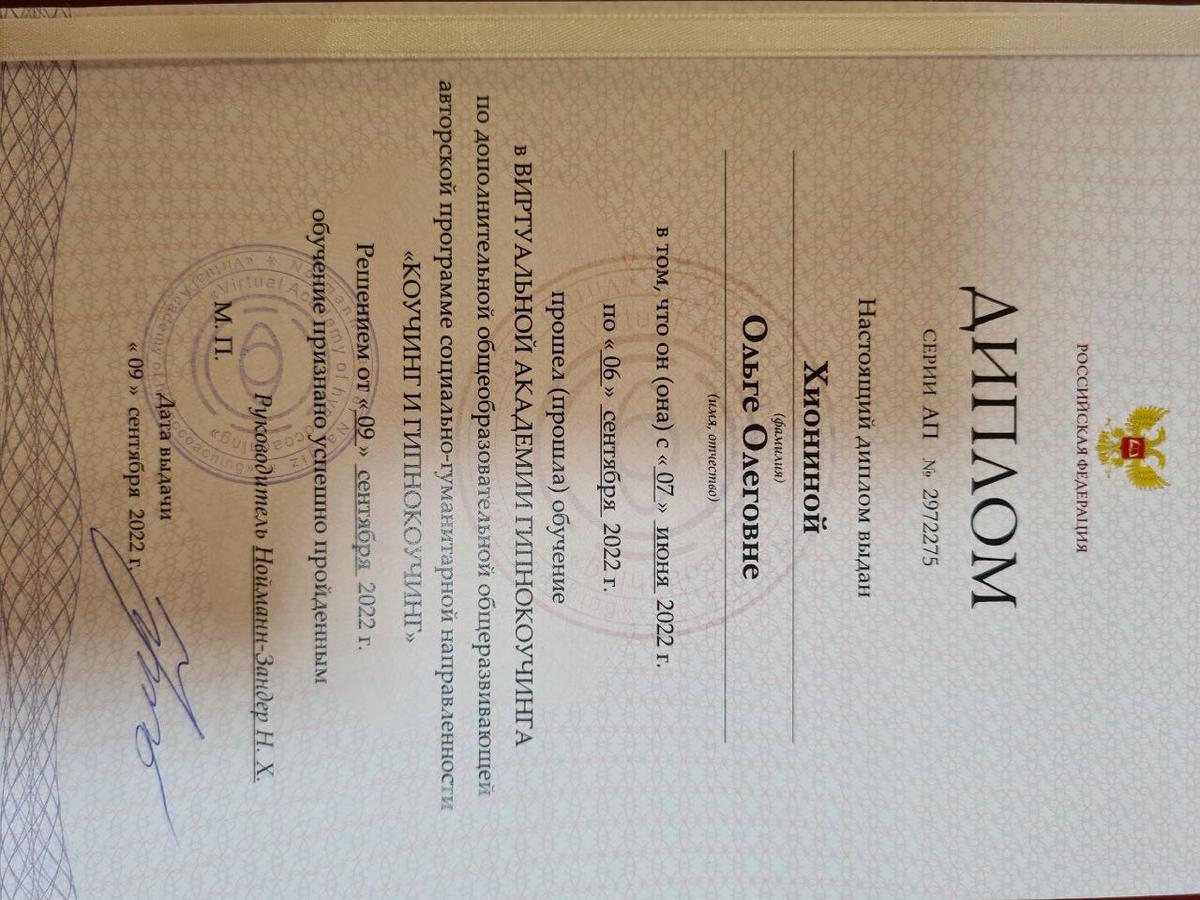 РОССИЙСКАЯ ФЕДЕРАЦИЯ
ДИПЛОМ
СЕРИИ АП № 2972275
Настоящий диплом выдан
Хиониной
(фамилия)
Ольге Олеговне
(имя, отчество)
в том, что он (она) с « 07 » июня 2022 г.
по « 06 » сентября 2022 г.
прошел (прошла) обучение
в ВИРТУАЛЬНОЙ АКАДЕМИИ ГИПНОКОУЧИНГА
по дополнительной общеобразовательной общеразвивающей
авторской программе социально-гуманитарной направленности
«КОУЧИНГ И ГИПНОКОУЧИНГ»
Решением от « 09 » сентября 2022 г.
обучение признано успешно пройденным
Руководитель Нойманн-Зандер Н. Х.
М. П.
Дата выдачи
« 09 » сентября 2022 г.